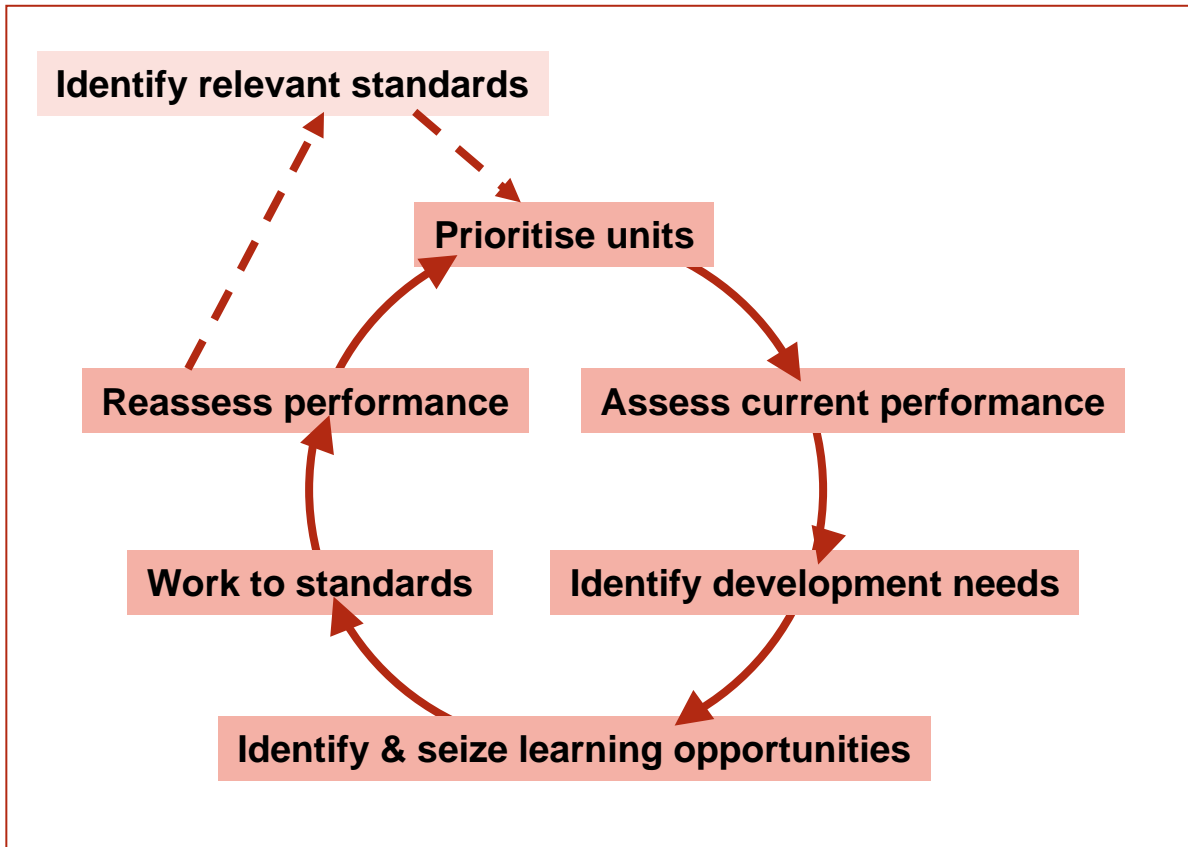 Identify relevant standards
Prioritise units
Reassess performance
Assess current performance
Work to standards
Identify development needs
Identify & seize learning opportunities